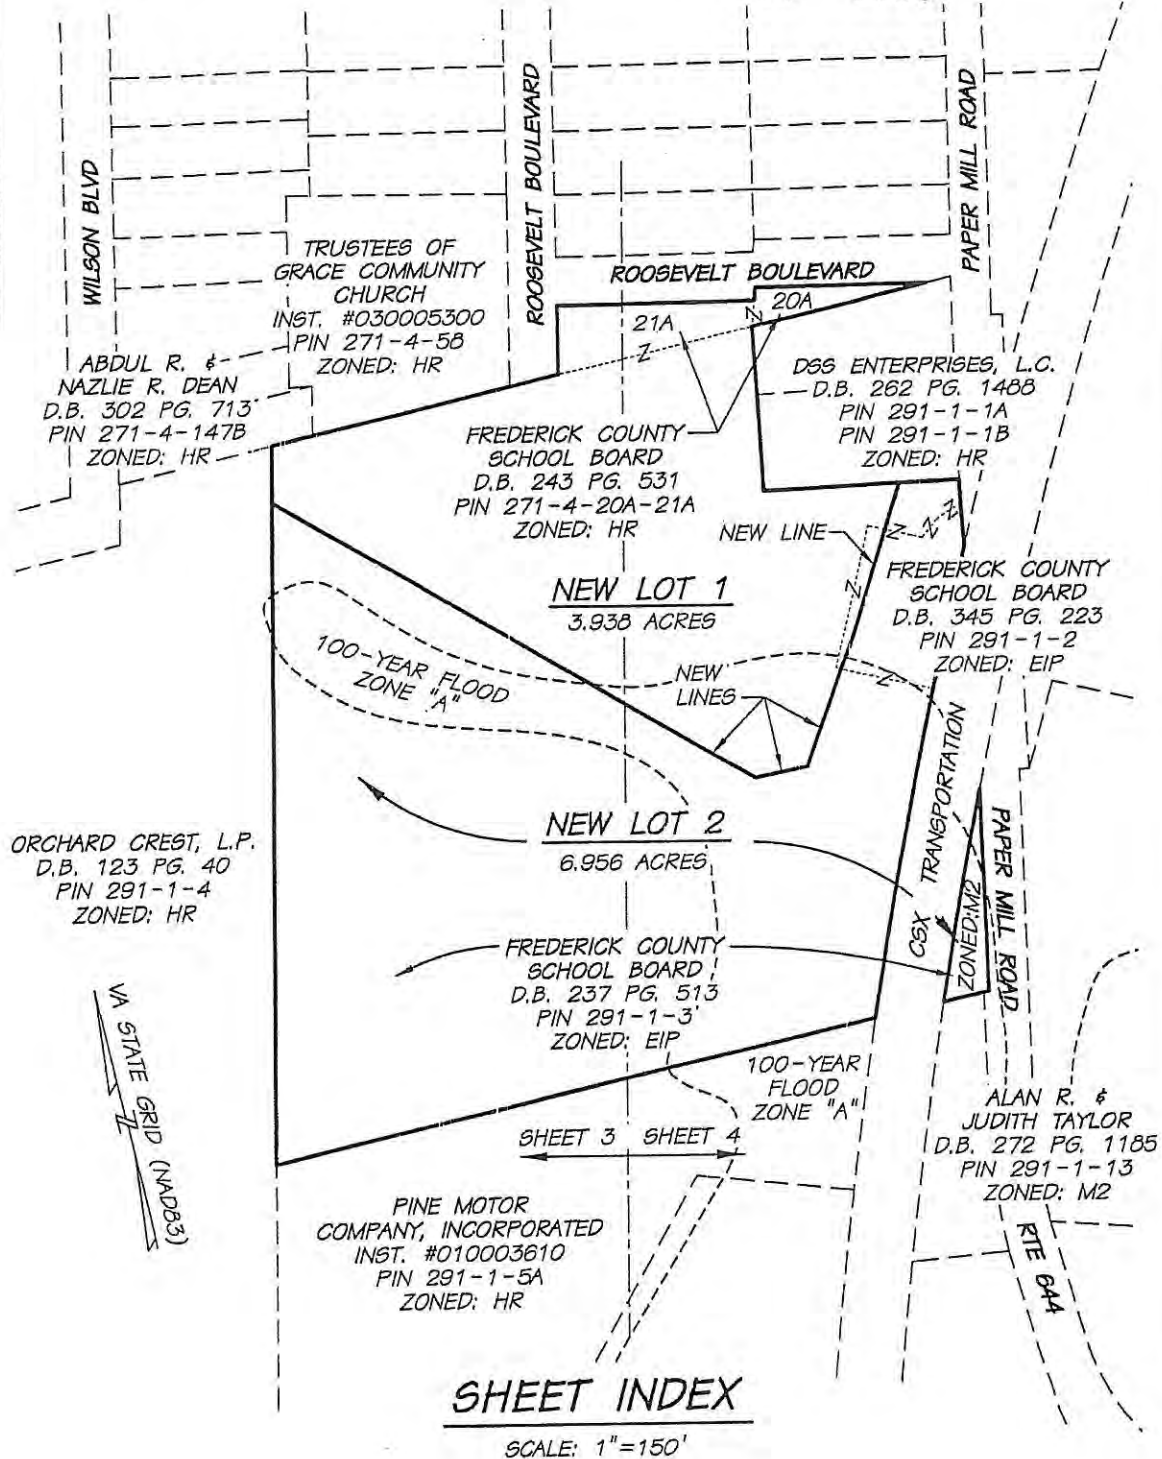 WILSON BLVD
ROOSEVELT BOULEVARD
PAPER MILL ROAD
TRUSTEES OF
GRACE COMMUNITY
CHURCH
INST. #030005300
PIN 271-4-58
ZONED: HR
ROOSEVELT BOULEVARD
20A
21A
Z
Z
ABDUL R. &
NAZLIE R. DEAN
D.B. 302 PG. 713
PIN 271-4-147B
ZONED: HR
DSS ENTERPRISES, L.C.
D.B. 262 PG. 1488
PIN 291-1-1A
PIN 291-1-1B
ZONED: HR
FREDERICK COUNTY
SCHOOL BOARD
D.B. 243 PG. 531
PIN 271-4-20A-21A
ZONED: HR
NEW LINE
Z
Z
Z
Z
Z
FREDERICK COUNTY
SCHOOL BOARD
D.B. 345 PG. 223
PIN 291-1-2
ZONED: EIP
NEW LOT 1
3.938 ACRES
100-YEAR FLOOD
ZONE "A"
NEW
LINES
CSX TRANSPORTATION
PAPER MILL ROAD
ZONED:M2
NEW LOT 2
6.956 ACRES
ORCHARD CREST, L.P.
D.B. 123 PG. 40
PIN 291-1-4
ZONED: HR
FREDERICK COUNTY
SCHOOL BOARD
D.B. 237 PG. 513
PIN 291-1-3
ZONED: EIP
VA STATE GRID (NAD83)
Z
100-YEAR
FLOOD
ZONE "A"
SHEET 3 SHEET 4
ALAN R. &
JUDITH TAYLOR
D.B. 272 PG. 1185
PIN 291-1-13
ZONED: M2
PINE MOTOR
COMPANY, INCORPORATED
INST. #010003610
PIN 291-1-5A
ZONED: HR
RTE 644
SHEET INDEX
SCALE: 1"=150'